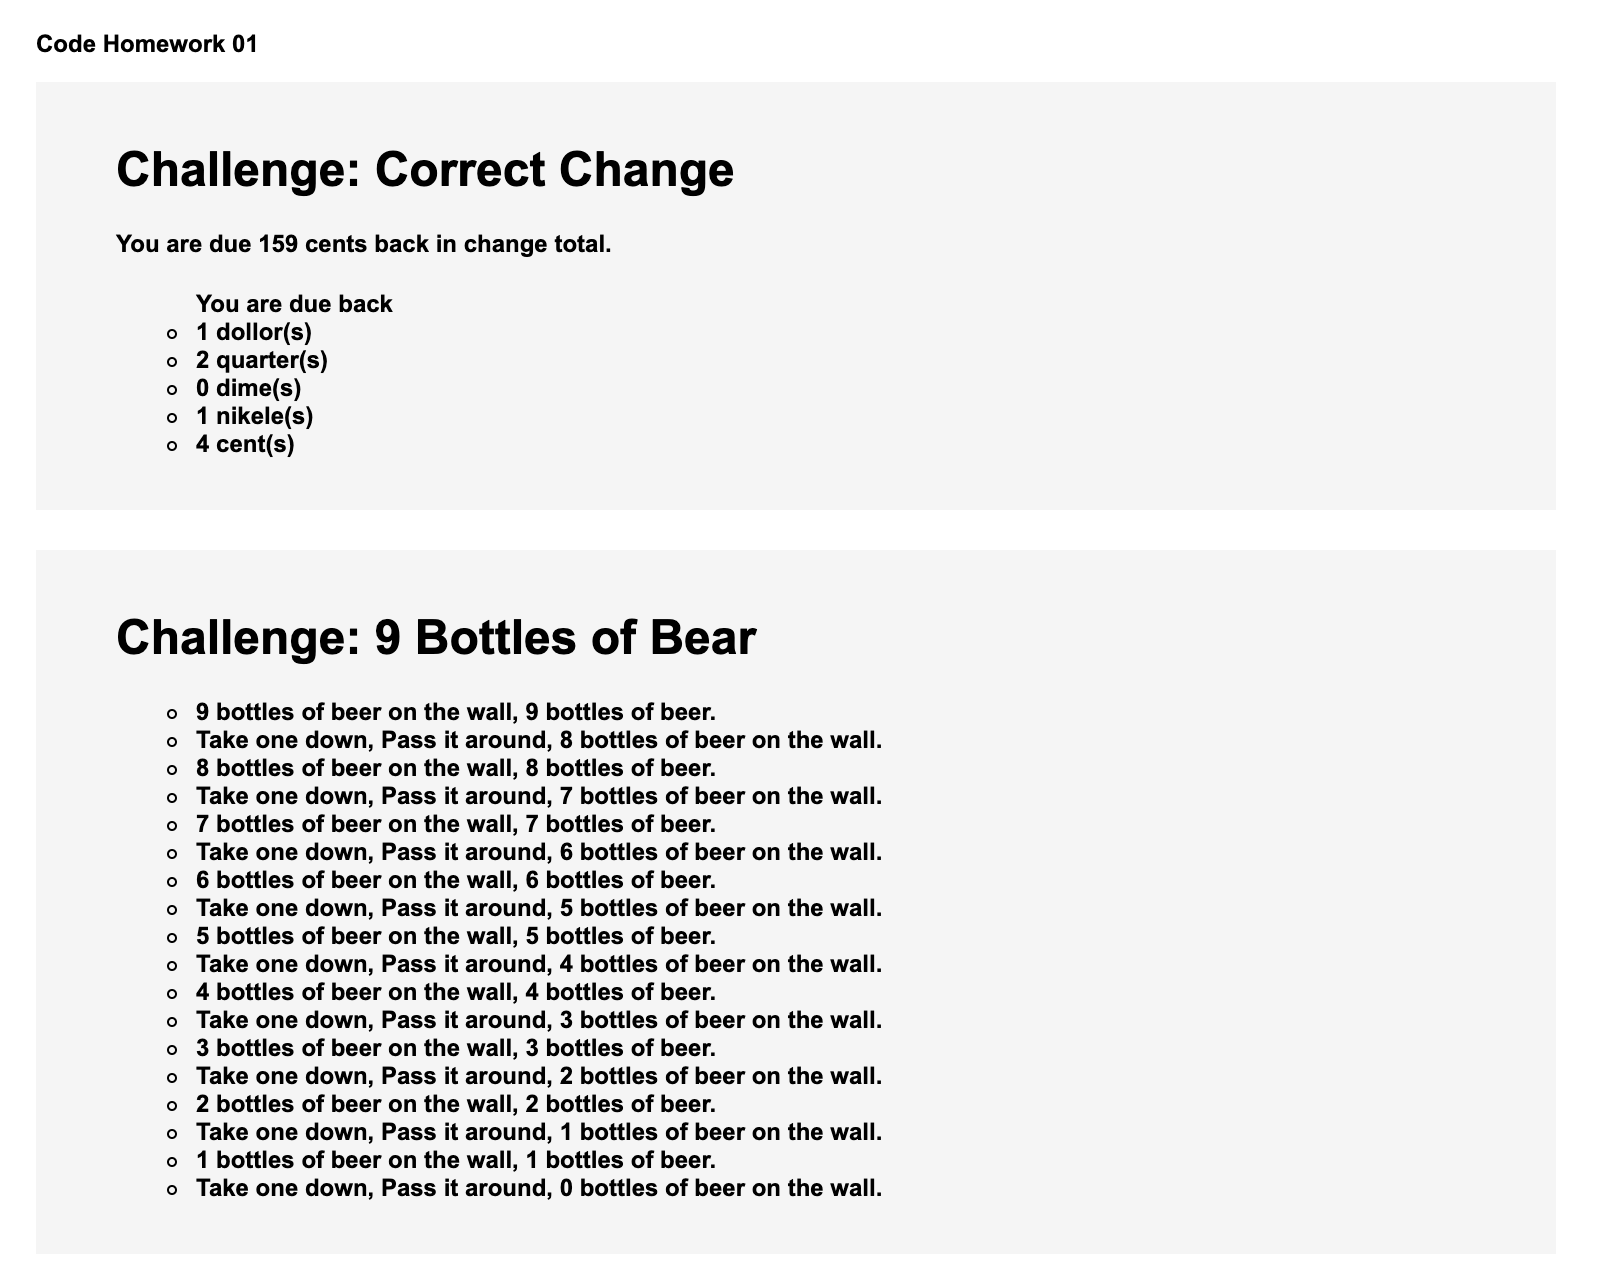 Code Homework 01
Challenge: Correct Change
You are due 159 cents back in change total.
You are due back
1 dollor(s)
2 quarter(s)
0 dime(s)
1 nikele(s)
4 cent(s)
Challenge: 9 Bottles of Bear
9 bottles of beer on the wall, 9 bottles of beer.
Take one down, Pass it around, 8 bottles of beer on the wall.
8 bottles of beer on the wall, 8 bottles of beer.
Take one down, Pass it around, 7 bottles of beer on the wall.
7 bottles of beer on the wall, 7 bottles of beer.
Take one down, Pass it around, 6 bottles of beer on the wall.
6 bottles of beer on the wall, 6 bottles of beer.
Take one down, Pass it around, 5 bottles of beer on the wall.
5 bottles of beer on the wall, 5 bottles of beer.
Take one down, Pass it around, 4 bottles of beer on the wall.
4 bottles of beer on the wall, 4 bottles of beer.
Take one down, Pass it around, 3 bottles of beer on the wall.
3 bottles of beer on the wall, 3 bottles of beer.
Take one down, Pass it around, 2 bottles of beer on the wall.
2 bottles of beer on the wall, 2 bottles of beer.
Take one down, Pass it around, 1 bottles of beer on the wall.
1 bottles of beer on the wall, 1 bottles of beer.
Take one down, Pass it around, 0 bottles of beer on the wall.